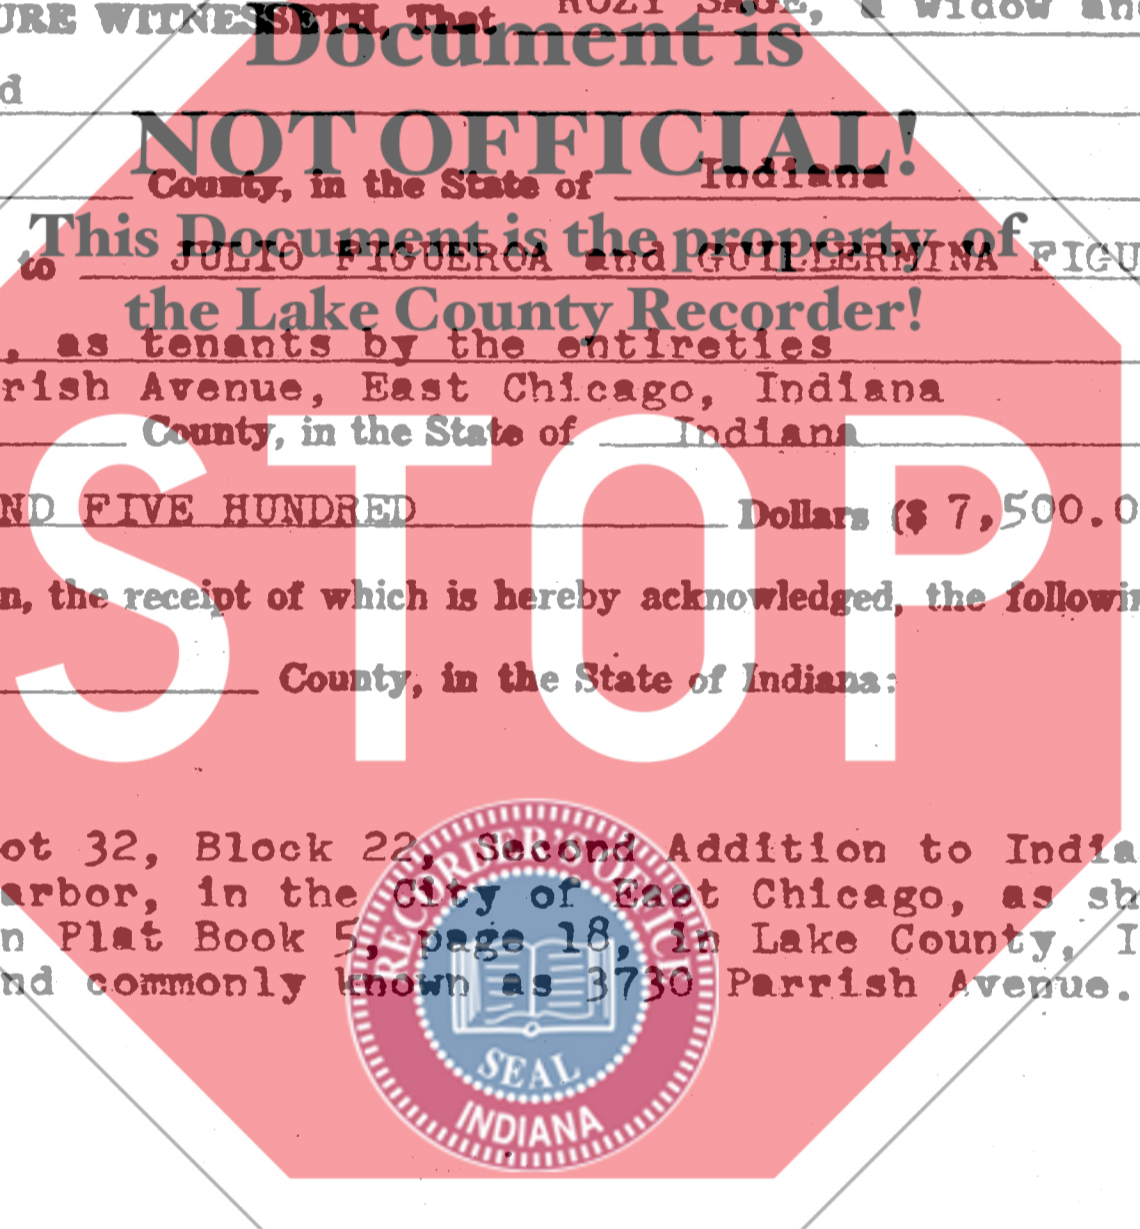 Document is
URE WITNESSETH, That ROZY SAGE, a widow and
d
NOT OFFICIAL!
County, in the State of Indiana
This Document is the property of
to JULIO FIGUEROA and GUILLERMINA FIGU
the Lake County Recorder!
, as tenants by the entireties
rish Avenue, East Chicago, Indiana
County, in the State of Indiana
STOP
ND FIVE HUNDRED Dollars ($ 7,500.0
n, the receipt of which is hereby acknowledged, the followin
County, in the State of Indiana:
ot 32, Block 22, Second Addition to India
arbor, in the City of East Chicago, as sh
n Plat Book 5, page 18, in Lake County, I
nd commonly known as 3730 Parrish Avenue.
RECORDER'S OFFIC
SEAL
INDIANA